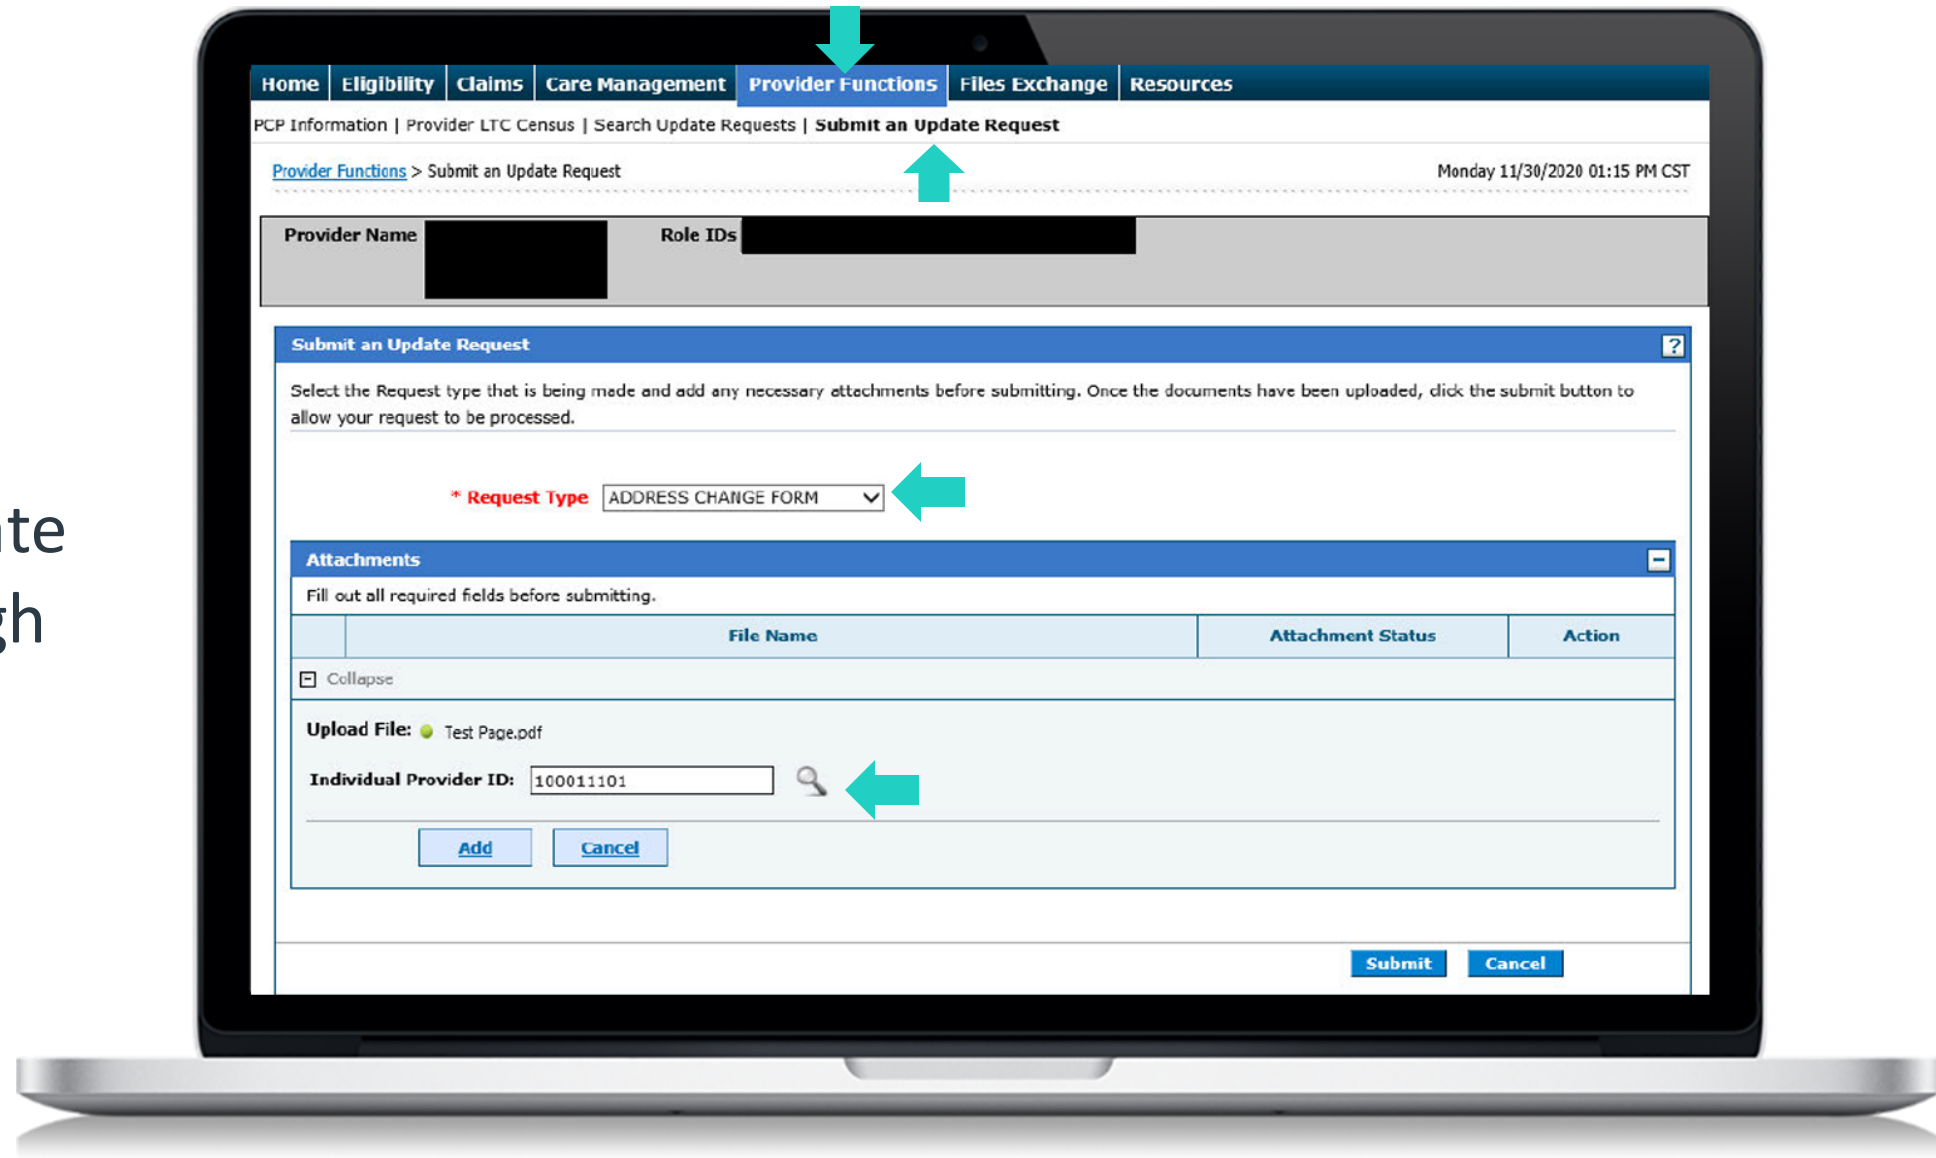 Home Eligibility Claims Care Management Provider Functions Files Exchange Resources
PCP Information | Provider LTC Census | Search Update Requests | Submit an Update Request
Provider Functions > Submit an Update Request Monday 11/30/2020 01:15 PM CST
Provider Name Role IDs
Submit an Update Request ?
Select the Request type that is being made and add any necessary attachments before submitting. Once the documents have been uploaded, click the submit button to
allow your request to be processed.
* Request Type ADDRESS CHANGE FORM
Attachments
Fill out all required fields before submitting.
File Name Attachment Status Action
Collapse
Upload File: Test Page.pdf
Individual Provider ID: 100011101
Add Cancel
Submit Cancel